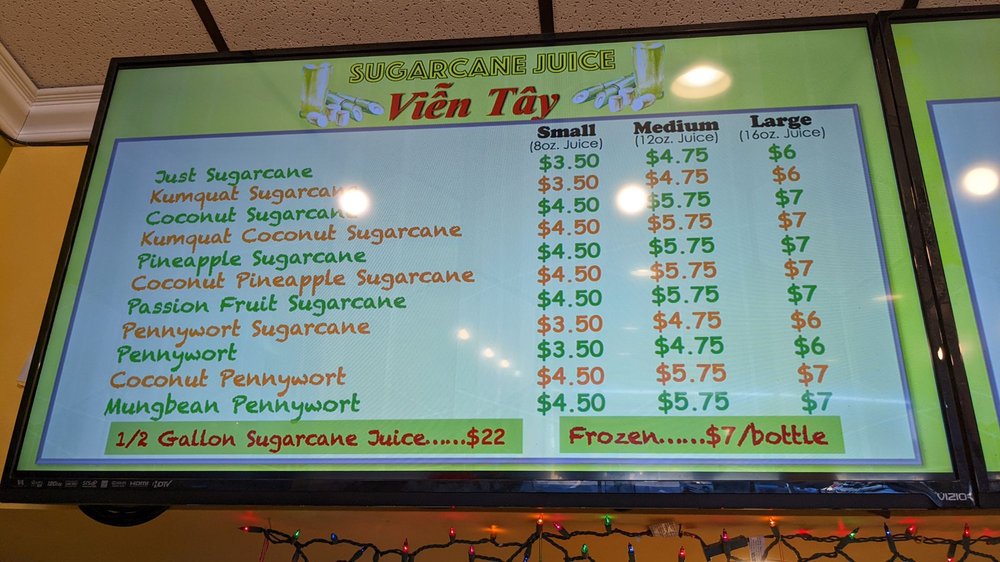 SUGARCANE JUICE
Viễn Tây
Small Medium Large
(8oz. Juice) (12oz. Juice) (16oz. Juice)
Just Sugarcane $3.50 $4.75 $6
Kumquat Sugarcane $3.50 $4.75 $6
Coconut Sugarcane $4.50 $5.75 $7
Kumquat Coconut Sugarcane $4.50 $5.75 $7
Pineapple Sugarcane $4.50 $5.75 $7
Coconut Pineapple Sugarcane $4.50 $5.75 $7
Passion Fruit Sugarcane $4.50 $5.75 $7
Pennywort Sugarcane $3.50 $4.75 $6
Pennywort $3.50 $4.75 $6
Coconut Pennywort $4.50 $5.75 $7
Mungbean Pennywort $4.50 $5.75 $7
1/2 Gallon Sugarcane Juice......$22 Frozen......$7/bottle
HDMI VIZIO